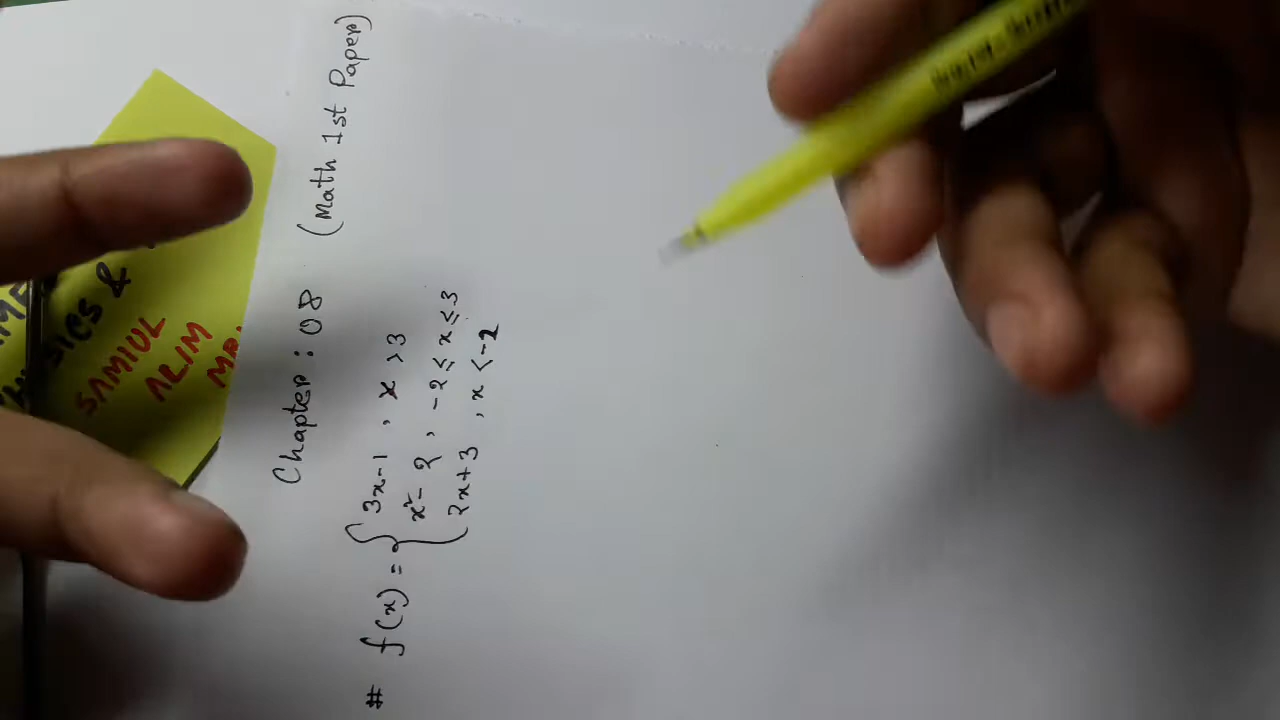 Chapter : 08 (Math 1st Paper)
# f(x) = { 3x-1 , x >3
x²- 2 , -2 ≤ x ≤ 3
2x+3 , x <-2
&
SAMIUL
ALIM